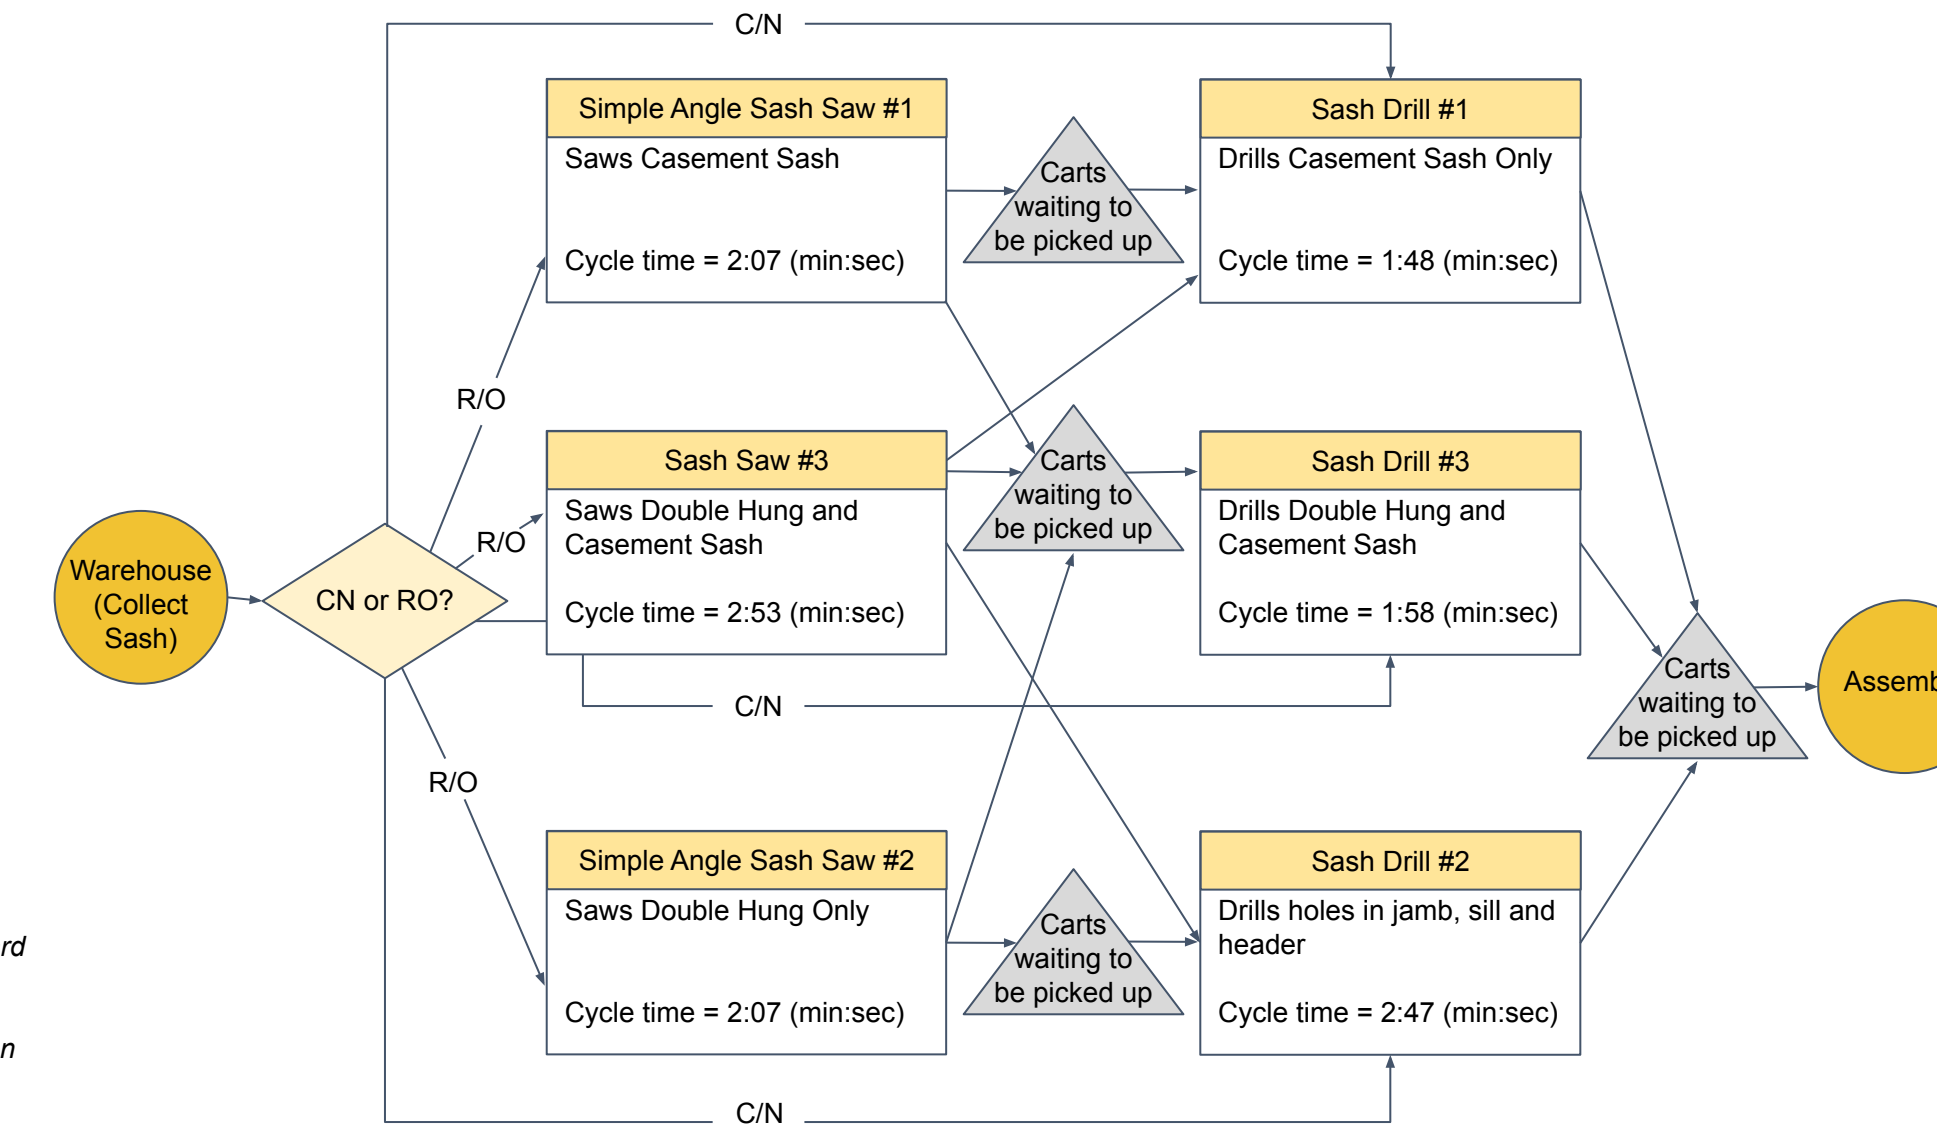 C/N
Simple Angle Sash Saw #1
Saws Casement Sash
Cycle time = 2:07 (min:sec)
Carts
waiting to
be picked up
Sash Drill #1
Drills Casement Sash Only
Cycle time = 1:48 (min:sec)
R/O
Sash Saw #3
Saws Double Hung and
Casement Sash
Cycle time = 2:53 (min:sec)
Carts
waiting to
be picked up
Sash Drill #3
Drills Double Hung and
Casement Sash
Cycle time = 1:58 (min:sec)
R/O
Warehouse
(Collect
Sash)
CN or RO?
Carts
waiting to
be picked up
Assemb
C/N
R/O
Simple Angle Sash Saw #2
Saws Double Hung Only
Cycle time = 2:07 (min:sec)
Carts
waiting to
be picked up
Sash Drill #2
Drills holes in jamb, sill and
header
Cycle time = 2:47 (min:sec)
rd
n
C/N